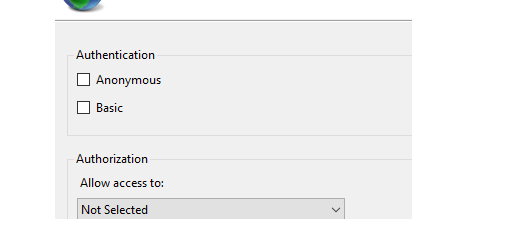 Authentication
Anonymous
Basic
Authorization
Allow access to:
Not Selected